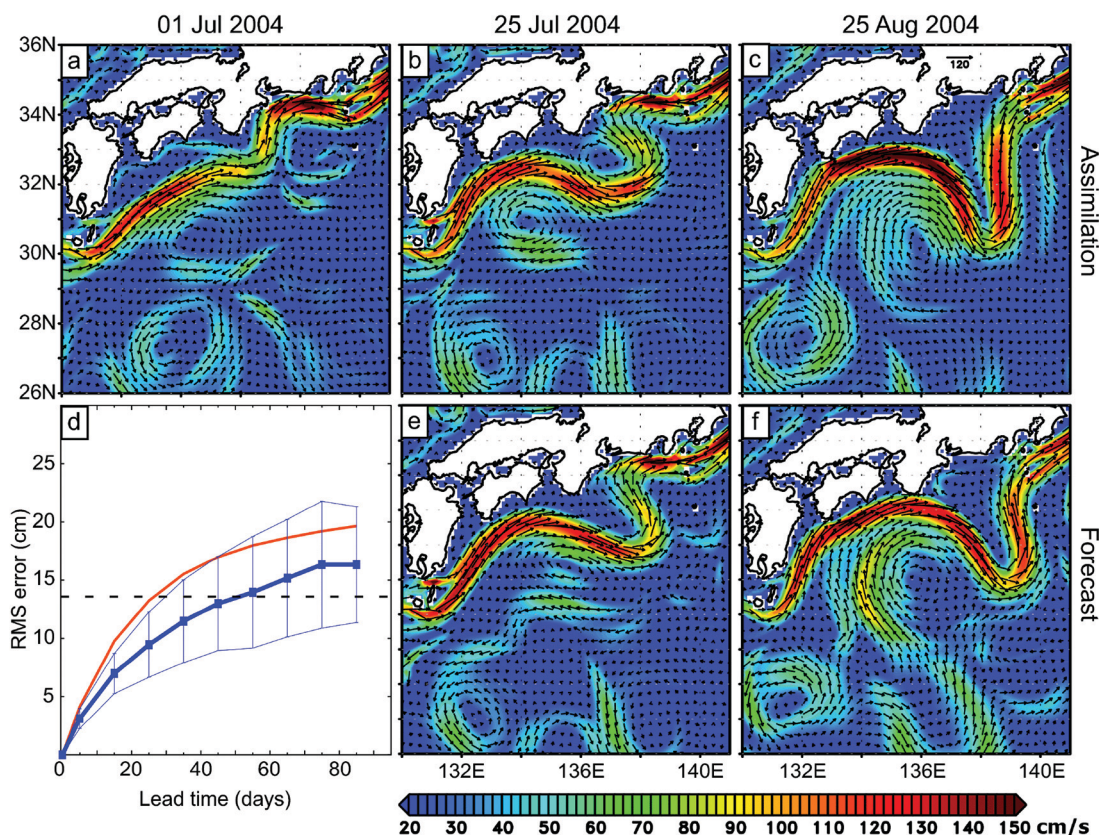 01 Jul 2004 25 Jul 2004 25 Aug 2004
36N a b c 120
34N
32N
30N
28N
26N
Assimilation
d e f
RMS error (cm)
25
20
15
10
5
0 20 40 60 80
Lead time (days)
132E 136E 140E 132E 136E 140E
Forecast
20 30 40 50 60 70 80 90 100 110 120 130 140 150 cm/s